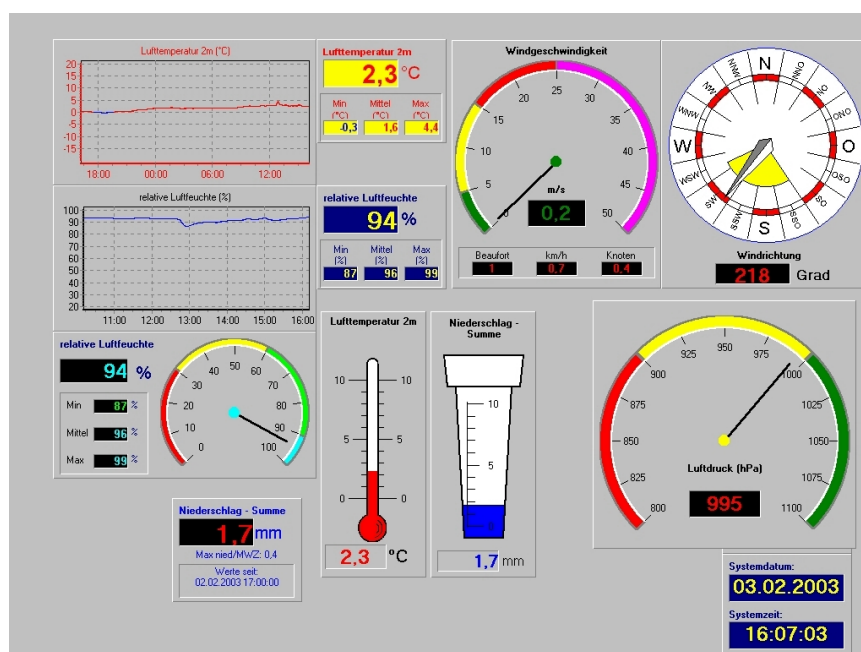 Lufttemperatur 2m (°C)
20
15
10
5
0
-5
-10
-15
18:00 00:00 06:00 12:00
Lufttemperatur 2m
2,3 °C
Min Mittel Max
(°C) (°C) (°C)
-0,3 1,6 4,4
Windgeschwindigkeit
0 5 10 15 20 25 30 35 40 45 50
m/s
0,2
Beaufort km/h Knoten
1 0,7 0,4
N
NNO
NO
ONO
O
OSO
SO
SSO
S
SSW
SW
WSW
W
WNW
NW
NNW
Windrichtung
218 Grad
relative Luftfeuchte (%)
100
90
80
70
60
50
40
30
20
11:00 12:00 13:00 14:00 15:00 16:00
relative Luftfeuchte
94 %
Min Mittel Max
(%) (%) (%)
87 96 99
relative Luftfeuchte
94 %
Min 87 %
Mittel 96 %
Max 99 %
0 10 20 30 40 50 60 70 80 90 100
Lufttemperatur 2m
10 10
5 5
0 0
2,3 °C
Niederschlag -
Summe
10
5
0
1,7 mm
800 825 850 875 900 925 950 975 1000 1025 1050 1075 1100
Luftdruck (hPa)
995
Niederschlag - Summe
1,7 mm
Max nied/MWZ: 0,4
Werte seit:
02.02.2003 17:00:00
Systemdatum:
03.02.2003
Systemzeit:
16:07:03